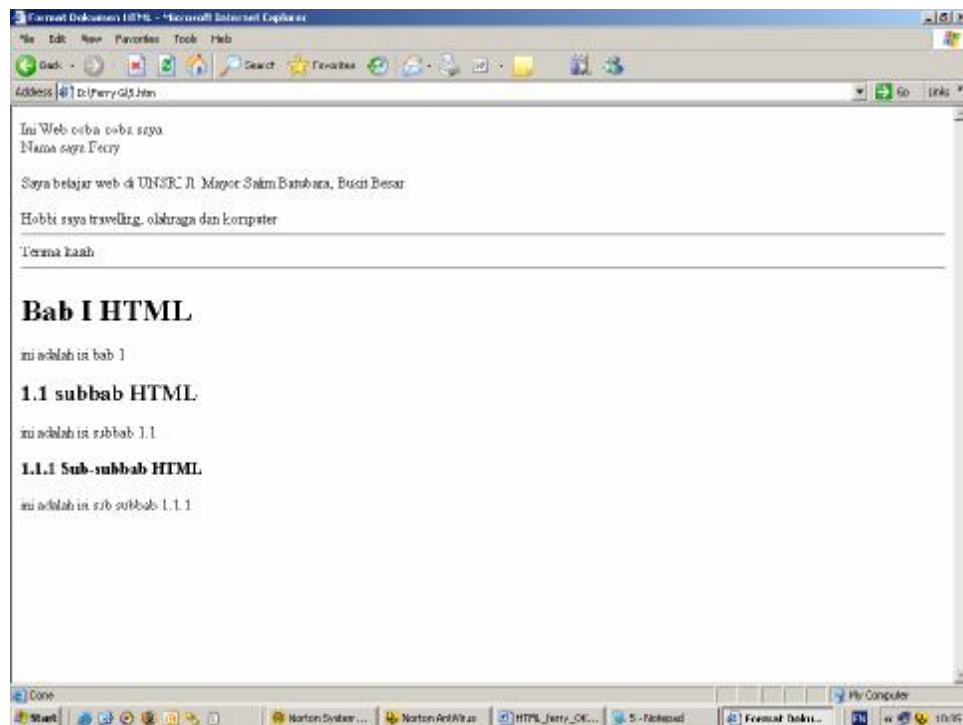 Format Dokumen HTML - Microsoft Internet Explorer
File Edit View Favorites Tools Help
Back Search Favorites
Address D:\Ferry G\5.htm Go Links
Ini Web coba coba saya
Nama saya Ferry
Saya belajar web di UNSRI Jl. Mayor Salim Batubara, Bukit Besar
Hobbi saya travelling, olahraga dan komputer
Terima kasih
Bab I HTML
ini adalah isi bab 1
1.1 subbab HTML
ini adalah isi subbab 1.1
1.1.1 Sub-subbab HTML
ini adalah isi sub subbab 1.1.1
Done My Computer
Start Norton System ... Norton AntiVirus HTML_ferry_OK... 5 - Notepad Format Doku... EN